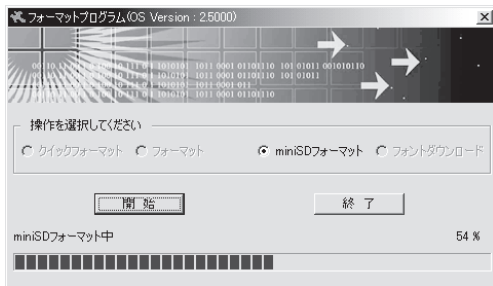 フォーマットプログラム(OS Version : 2.5000)
操作を選択してください
クイックフォーマット フォーマット miniSDフォーマット フォントダウンロード
開始 終了
miniSDフォーマット中 54 %